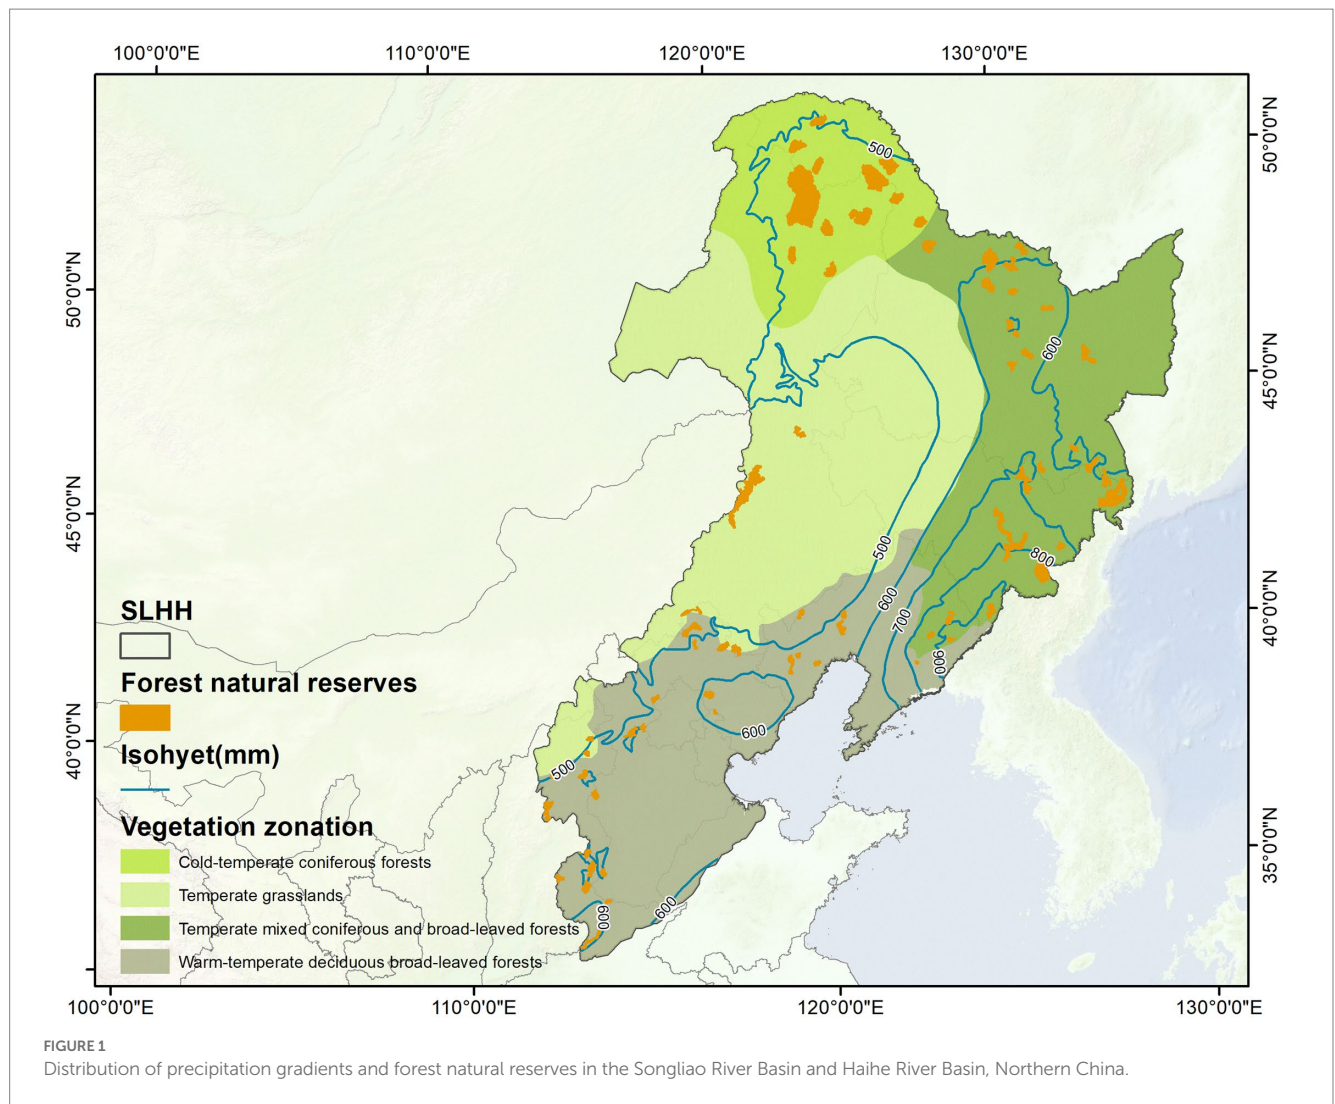 100°0'0"E 110°0'0"E 120°0'0"E 130°0'0"E
50°0'0"N
500
50°0'0"N
600
45°0'0"N
45°0'0"N
500
800
600
40°0'0"N
700
SLHH
900
Forest natural reserves
600
40°0'0"N
Isohyet(mm)
500
Vegetation zonation
35°0'0"N
Cold-temperate coniferous forests
Temperate grasslands
600
600
Temperate mixed coniferous and broad-leaved forests
Warm-temperate deciduous broad-leaved forests
100°0'0"E 110°0'0"E 120°0'0"E 130°0'0"E
FIGURE 1
Distribution of precipitation gradients and forest natural reserves in the Songliao River Basin and Haihe River Basin, Northern China.